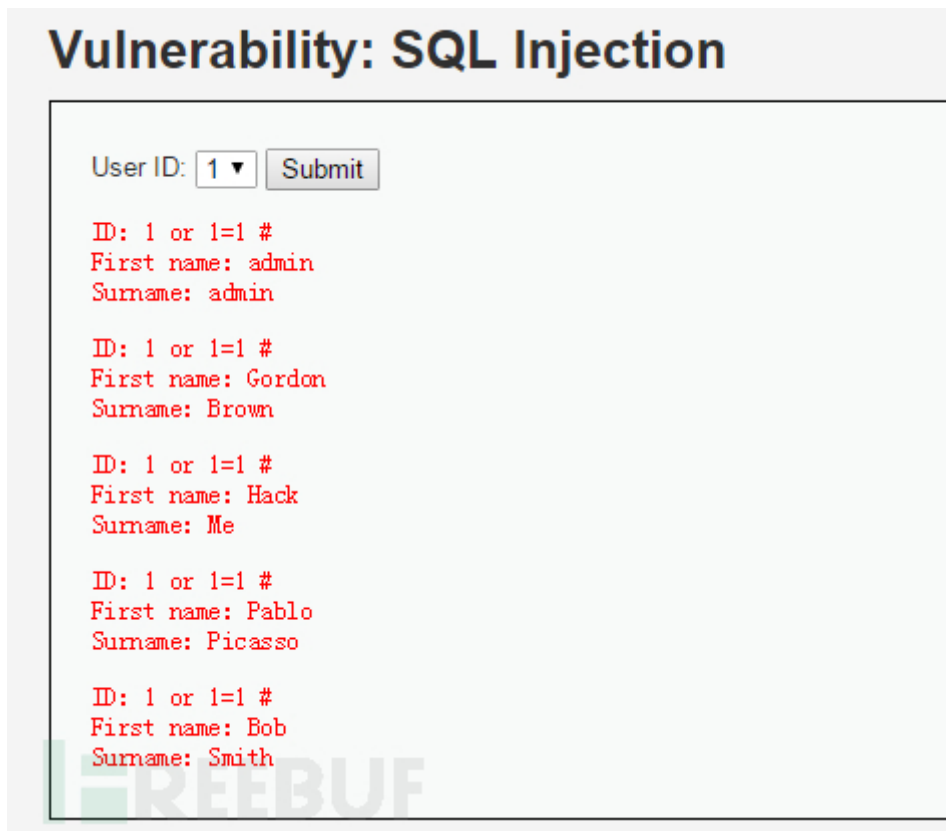 Vulnerability: SQL Injection
User ID: 1 ▼ Submit
ID: 1 or 1=1 #
First name: admin
Surname: admin
ID: 1 or 1=1 #
First name: Gordon
Surname: Brown
ID: 1 or 1=1 #
First name: Hack
Surname: Me
ID: 1 or 1=1 #
First name: Pablo
Surname: Picasso
ID: 1 or 1=1 #
First name: Bob
Surname: Smith
FREEBUF